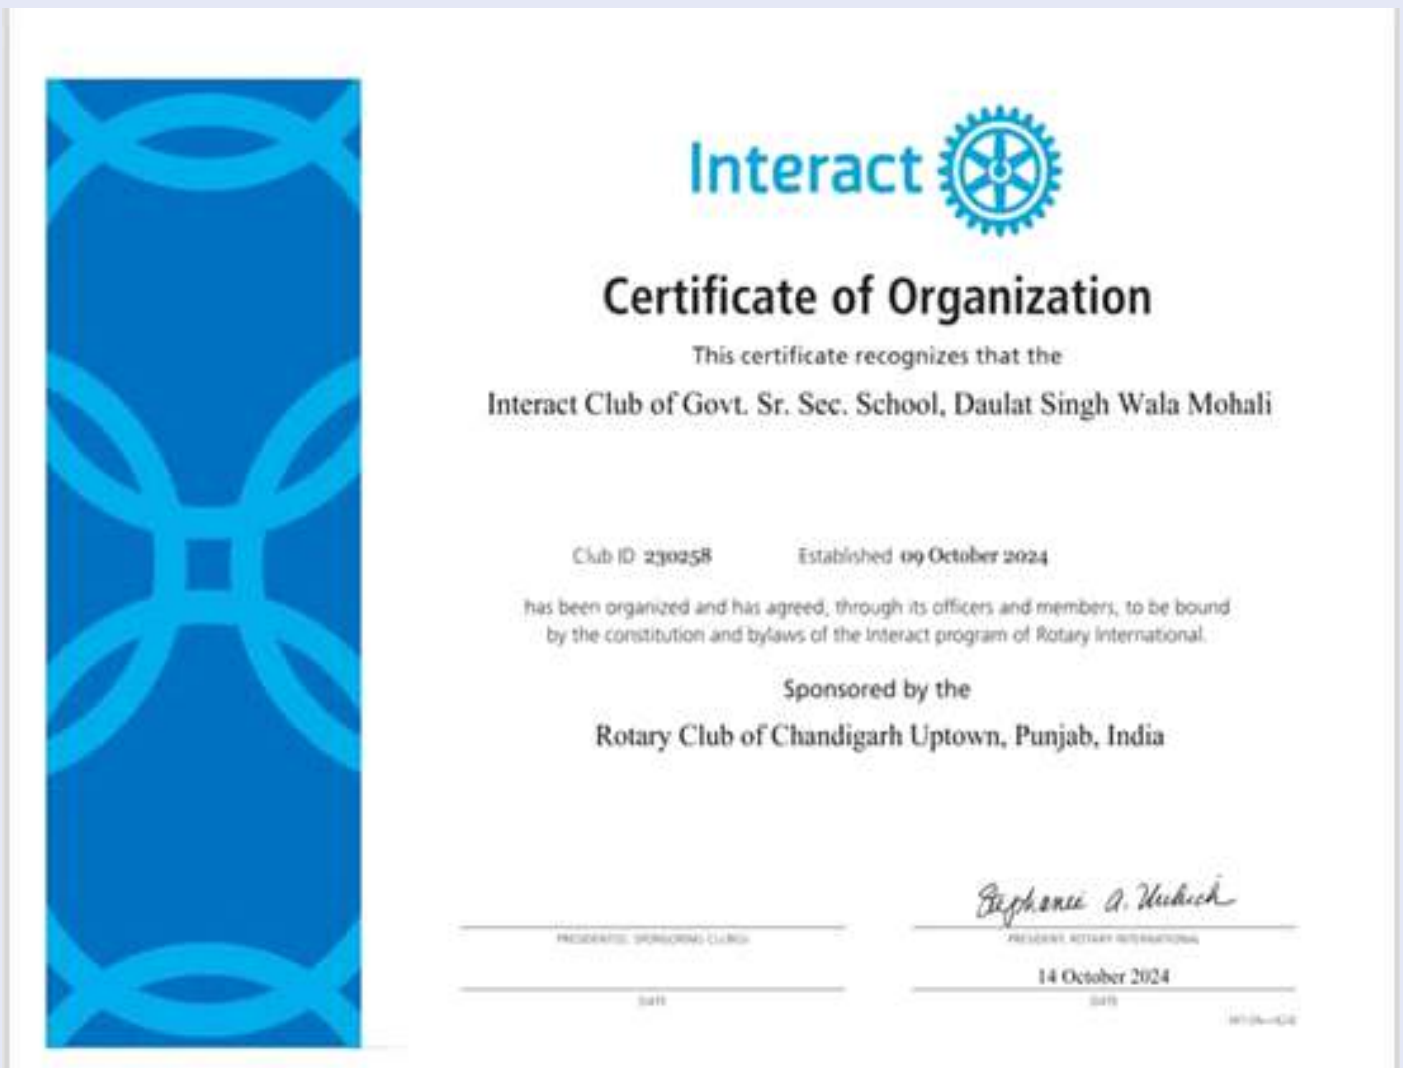 Interact
Certificate of Organization
This certificate recognizes that the
Interact Club of Govt. Sr. Sec. School, Daulat Singh Wala Mohali
Club ID 230258 Established 09 October 2024
has been organized and has agreed, through its officers and members, to be bound
by the constitution and bylaws of the Interact program of Rotary International.
Sponsored by the
Rotary Club of Chandigarh Uptown, Punjab, India
Stephanie A. Urchick
PRESIDENT(S), SPONSORING CLUB(S)
PRESIDENT, ROTARY INTERNATIONAL
14 October 2024
DATE
DATE